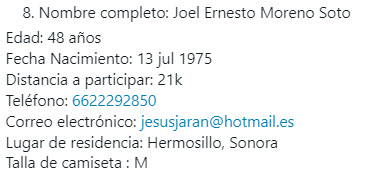 8. Nombre completo: Joel Ernesto Moreno Soto
Edad: 48 años
Fecha Nacimiento: 13 jul 1975
Distancia a participar: 21k
Teléfono: 6622292850
Correo electrónico: jesusjaran@hotmail.es
Lugar de residencia: Hermosillo, Sonora
Talla de camiseta : M